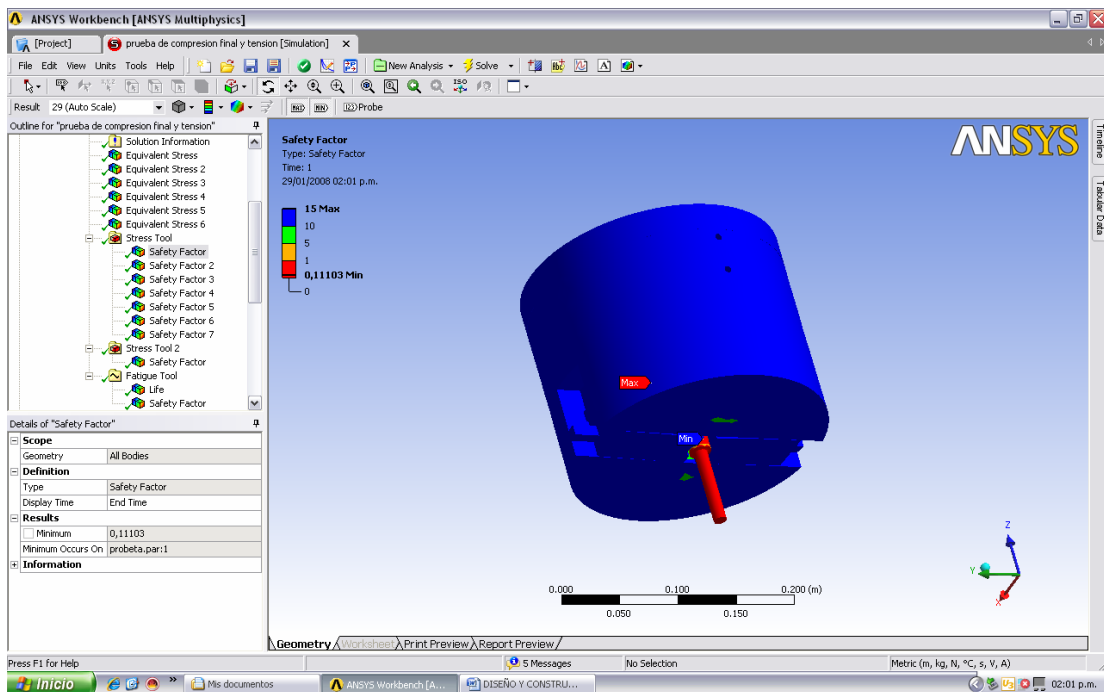 ANSYS Workbench [ANSYS Multiphysics]
[Project] prueba de compresion final y tension [Simulation]
File Edit View Units Tools Help New Analysis Solve A
ISO
Result 29 (Auto Scale) MAX MIN Probe
Outline for "prueba de compresion final y tension"
Solution Information
Equivalent Stress
Equivalent Stress 2
Equivalent Stress 3
Equivalent Stress 4
Equivalent Stress 5
Equivalent Stress 6
Stress Tool
Safety Factor
Safety Factor 2
Safety Factor 3
Safety Factor 4
Safety Factor 5
Safety Factor 6
Safety Factor 7
Stress Tool 2
Safety Factor
Fatigue Tool
Life
Safety Factor
Details of "Safety Factor"
Scope
Geometry All Bodies
Definition
Type Safety Factor
Display Time End Time
Results
Minimum 0,11103
Minimum Occurs On probeta.par:1
Information
Safety Factor
Type: Safety Factor
Time: 1
29/01/2008 02:01 p.m.
15 Max
10
5
1
0,11103 Min
0
ANSYS
Max
Min
Z
Y
X
0.000 0.100 0.200 (m)
0.050 0.150
Timeline
Tabular Data
Geometry Worksheet Print Preview Report Preview
Press F1 for Help 5 Messages No Selection Metric (m, kg, N, °C, s, V, A)
Inicio Mis documentos ANSYS Workbench [A... DISEÑO Y CONSTRU... 02:01 p.m.